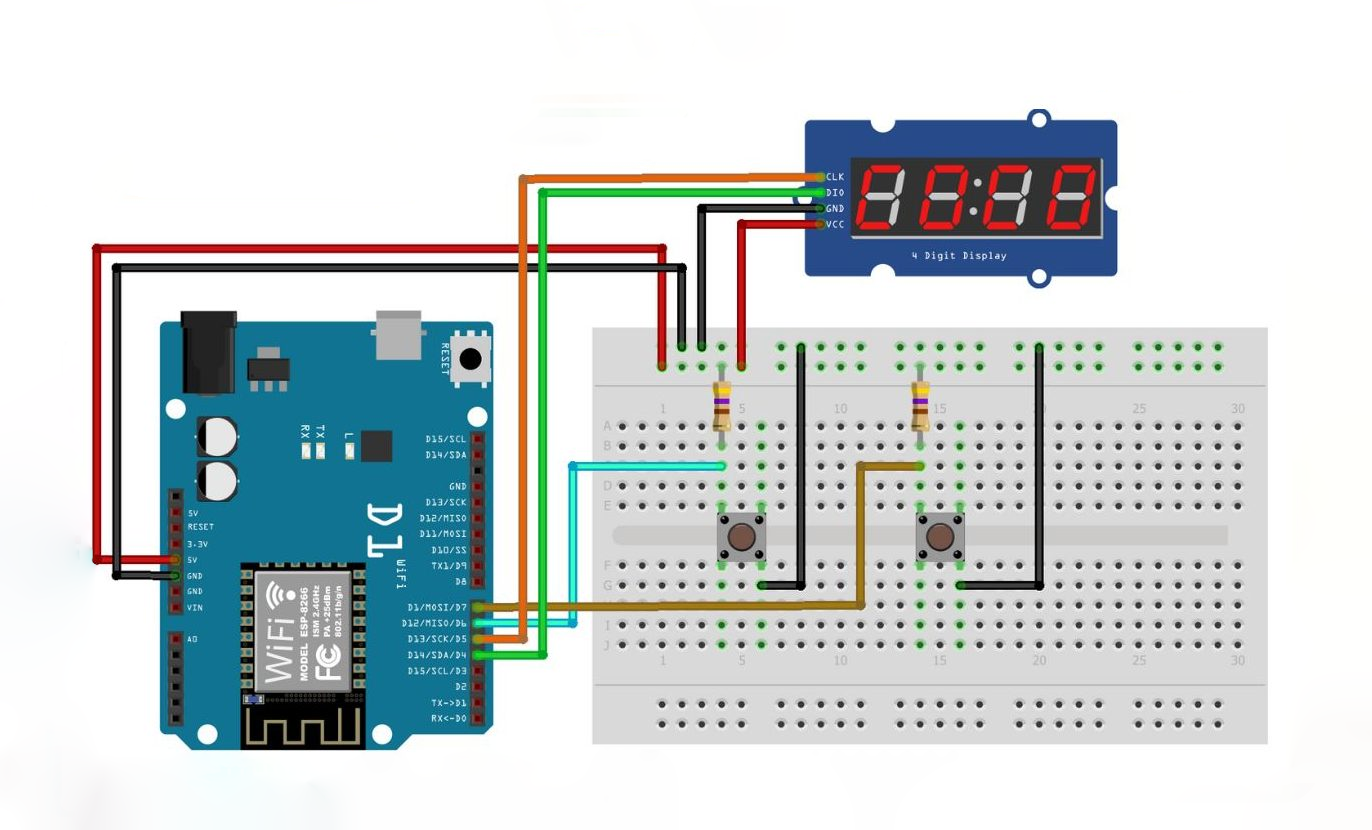 CLK
DIO
GND
VCC
4 Digit Display
RESET
RX
TX
L
D15/SCL
D14/SDA
GND
D13/SCK
D12/MISO
D11/MOSI
D10/SS
TX1/D9
D8
D1 WiFi
5V
RESET
3.3V
5V
GND
GND
VIN
A0
D1/MOSI/D7
D12/MISO/D6
D13/SCK/D5
D14/SDA/D4
D15/SCL/D3
D2
TX->D1
RX<-D0
WiFi
MODEL ESP-8266
ISM 2.4GHz
PA +25dBm
802.11b/g/n
FC
1 5 10 15 20 25 30
A
B
D
E
F
G
I
J
1 5 10 15 20 25 30